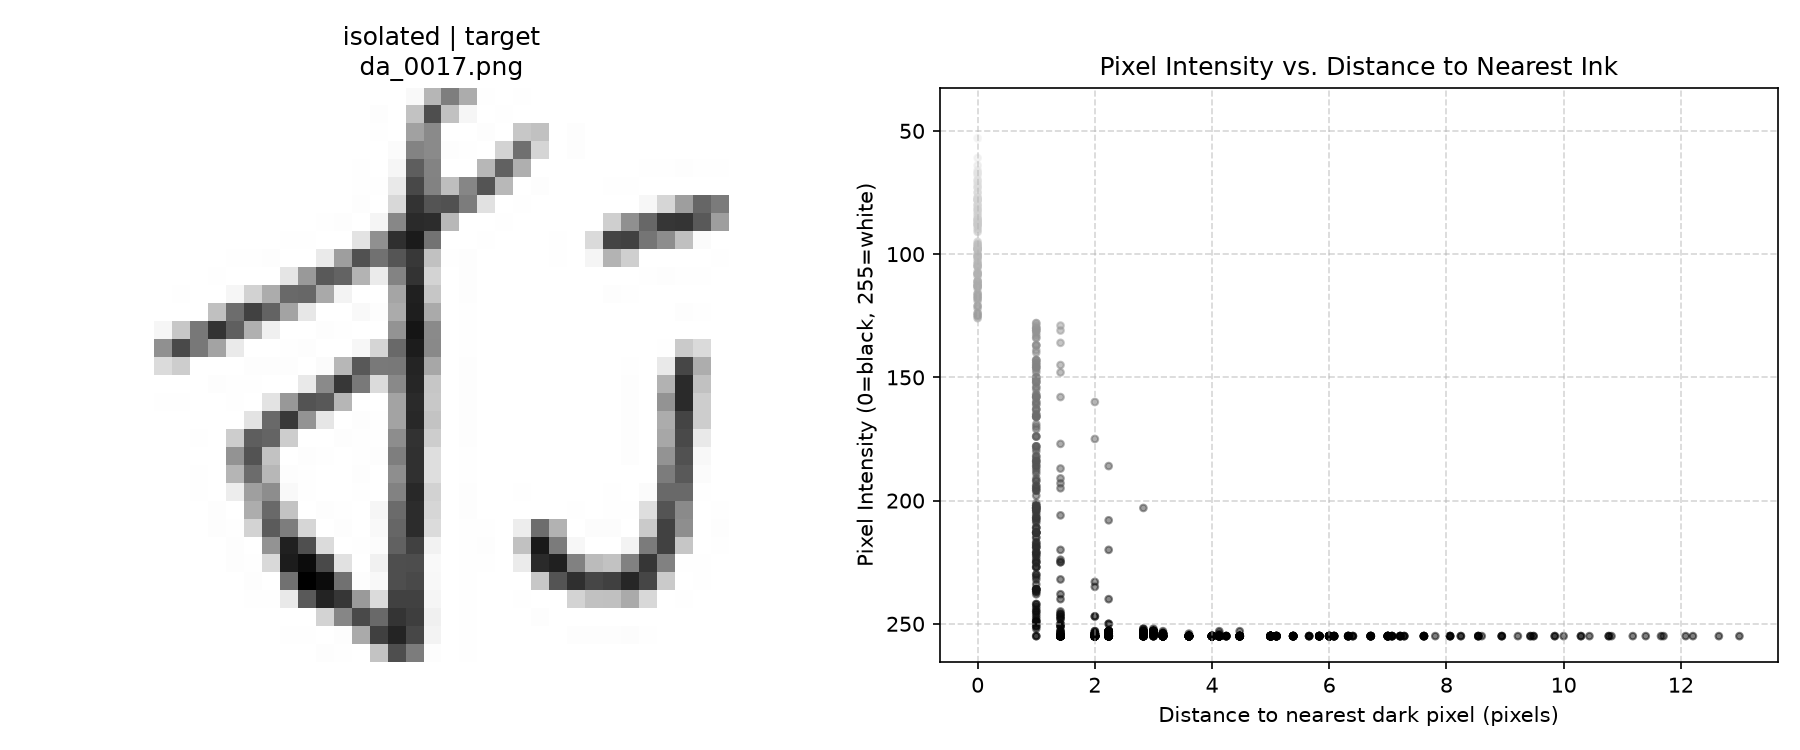 isolated | target
da_0017.png
Pixel Intensity vs. Distance to Nearest Ink
Pixel Intensity (0=black, 255=white)
50
100
150
200
250
0 2 4 6 8 10 12
Distance to nearest dark pixel (pixels)